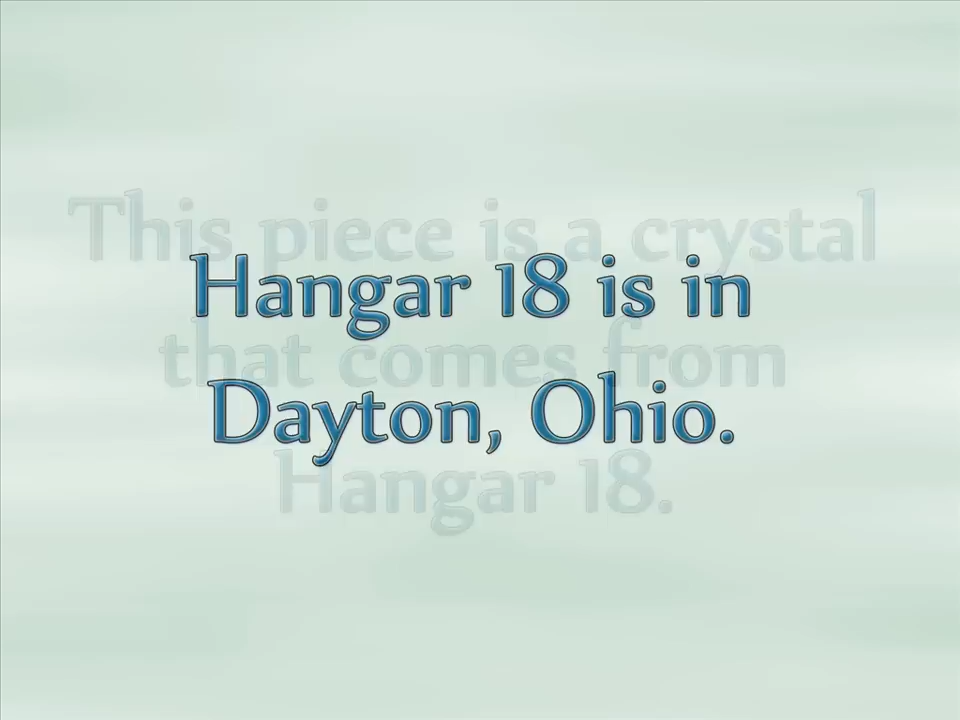 This piece is a crystal
Hangar 18 is in
that comes from
Dayton, Ohio.
Hangar 18.